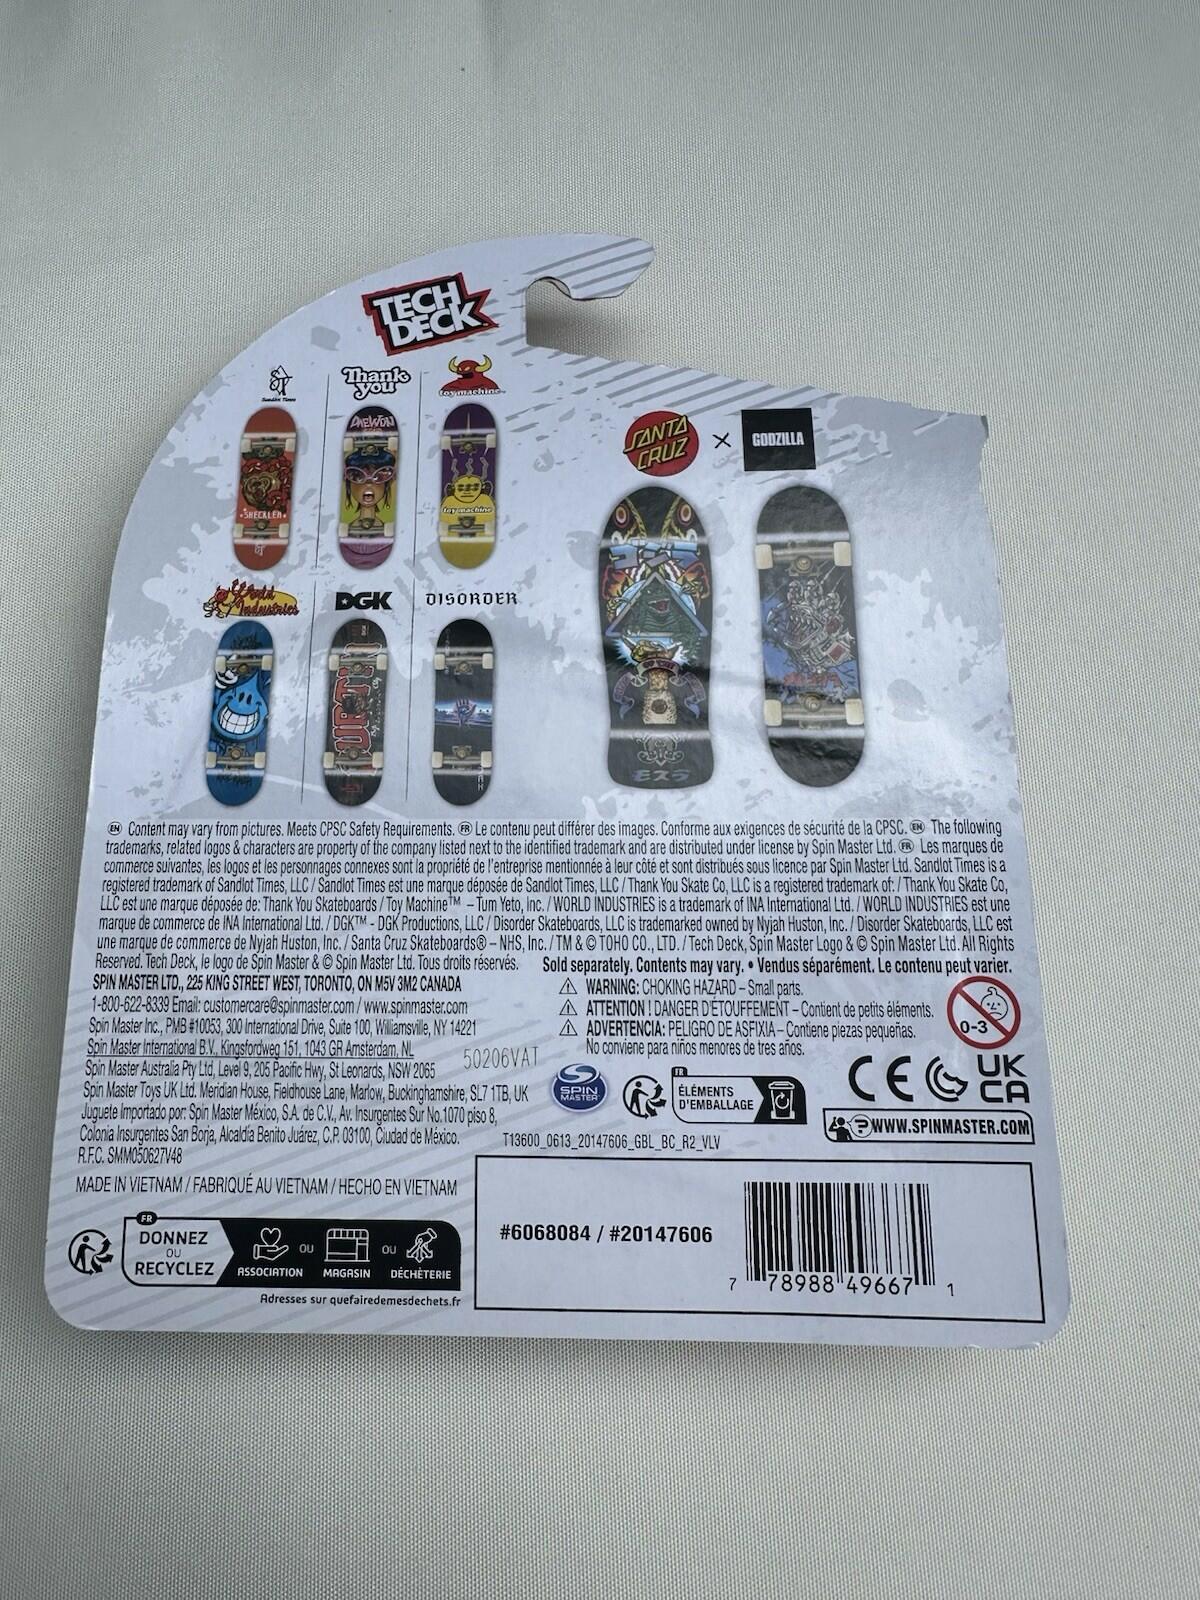 TECH
DECK
Sandlot Times
Thank
you
toy machine
SANTA
CRUZ
X
GODZILLA
DAEWON
SHECKLER
toy machine
World
Industries
DGK
DISORDER
エクラ
EN Content may vary from pictures. Meets CPSC Safety Requirements. FR Le contenu peut différer des images. Conforme aux exigences de sécurité de la CPSC. EN The following
trademarks, related logos & characters are property of the company listed next to the identified trademark and are distributed under license by Spin Master Ltd. FR Les marques de
commerce suivantes, les logos et les personnages connexes sont la propriété de l'entreprise mentionnée à leur côté et sont distribués sous licence par Spin Master Ltd. Sandlot Times is a
registered trademark of Sandlot Times, LLC / Sandlot Times est une marque déposée de Sandlot Times, LLC / Thank You Skate Co, LLC is a registered trademark of: / Thank You Skate Co,
LLC est une marque déposée de: Thank You Skateboards / Toy Machine™ – Tum Yeto, Inc. / WORLD INDUSTRIES is a trademark of INA International Ltd. / WORLD INDUSTRIES est une
marque de commerce de INA International Ltd. / DGK™ - DGK Productions, LLC / Disorder Skateboards, LLC is trademarked owned by Nyjah Huston, Inc. / Disorder Skateboards, LLC est
une marque de commerce de Nyjah Huston, Inc. / Santa Cruz Skateboards® – NHS, Inc. / TM & © TOHO CO., LTD. / Tech Deck, Spin Master Logo & © Spin Master Ltd. All Rights
Reserved. Tech Deck, le logo de Spin Master & © Spin Master Ltd. Tous droits réservés.
Sold separately. Contents may vary. • Vendus séparément. Le contenu peut varier.
SPIN MASTER LTD., 225 KING STREET WEST, TORONTO, ON M5V 3M2 CANADA
1-800-622-8339 Email: customercare@spinmaster.com / www.spinmaster.com
Spin Master Inc., PMB #10053, 300 International Drive, Suite 100, Williamsville, NY 14221
Spin Master International B.V., Kingsfordweg 151, 1043 GR Amsterdam, NL
Spin Master Australia Pty Ltd, Level 9, 205 Pacific Hwy, St Leonards, NSW 2065
Spin Master Toys UK Ltd. Meridian House, Fieldhouse Lane, Marlow, Buckinghamshire, SL7 1TB, UK
Juguete Importado por: Spin Master México, S.A. de C.V., Av. Insurgentes Sur No.1070 piso 8,
Colonia Insurgentes San Borja, Alcaldía Benito Juárez, C.P. 03100, Ciudad de México.
R.F.C. SMM050627V48
50206VAT
WARNING: CHOKING HAZARD – Small parts.
ATTENTION ! DANGER D'ÉTOUFFEMENT – Contient de petits éléments.
ADVERTENCIA: PELIGRO DE ASFIXIA – Contiene piezas pequeñas.
No conviene para niños menores de tres años.
0-3
SPIN
MASTER
FR
ÉLÉMENTS
D'EMBALLAGE
CE
UK
CA
WWW.SPINMASTER.COM
T13600_0613_20147606_GBL_BC_R2_VLV
MADE IN VIETNAM / FABRIQUÉ AU VIETNAM / HECHO EN VIETNAM
FR
DONNEZ
OU
RECYCLEZ
ASSOCIATION
OU
MAGASIN
OU
DÉCHÈTERIE
Adresses sur quefairedemesdechets.fr
#6068084 / #20147606
7 78988 49667 1